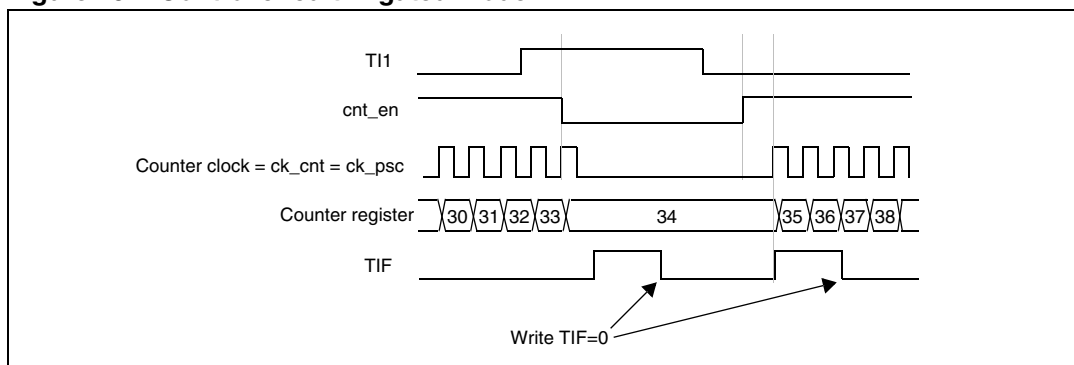 TI1
cnt_en
Counter clock = ck_cnt = ck_psc
Counter register
30 31 32 33 34 35 36 37 38
TIF
Write TIF=0